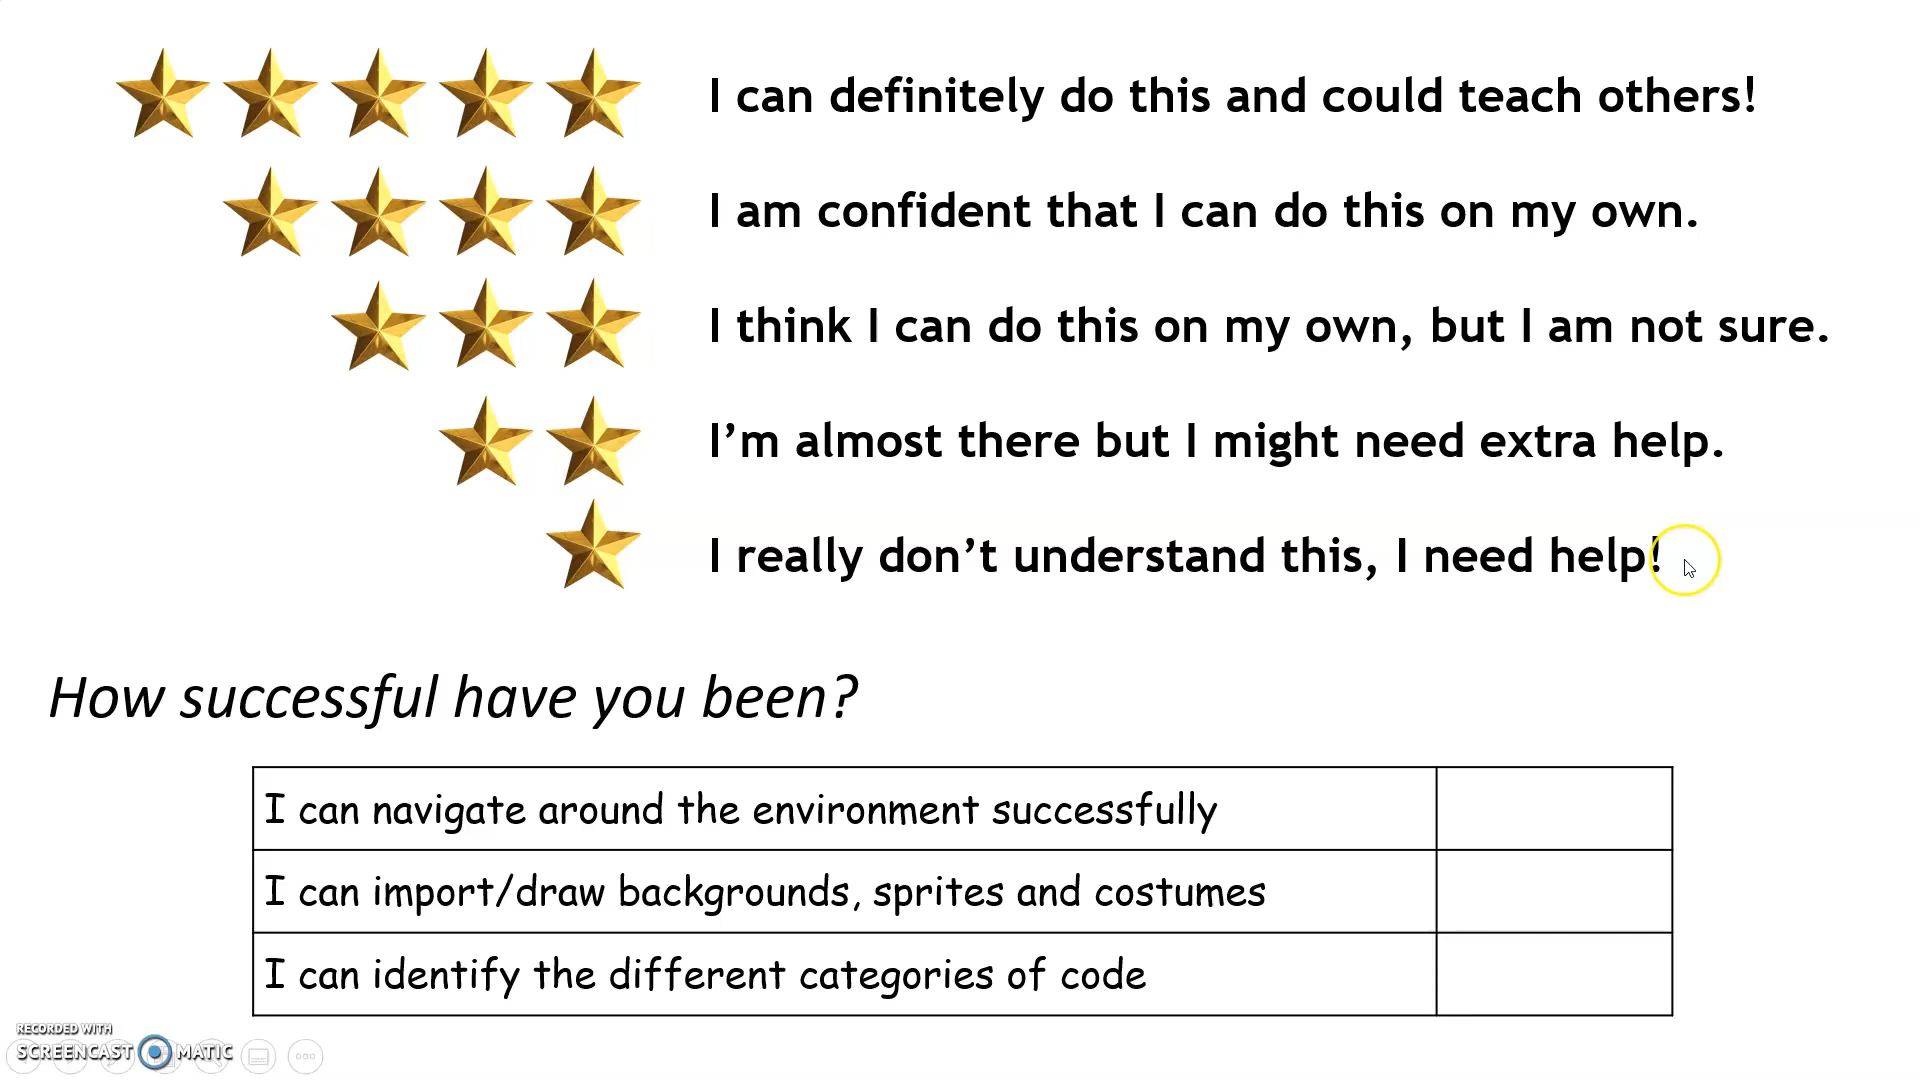 I can definitely do this and could teach others!
I am confident that I can do this on my own.
I think I can do this on my own, but I am not sure.
I’m almost there but I might need extra help.
I really don’t understand this, I need help!
How successful have you been?
I can navigate around the environment successfully
I can import/draw backgrounds, sprites and costumes
I can identify the different categories of code
RECORDED WITH
SCREENCAST MATIC